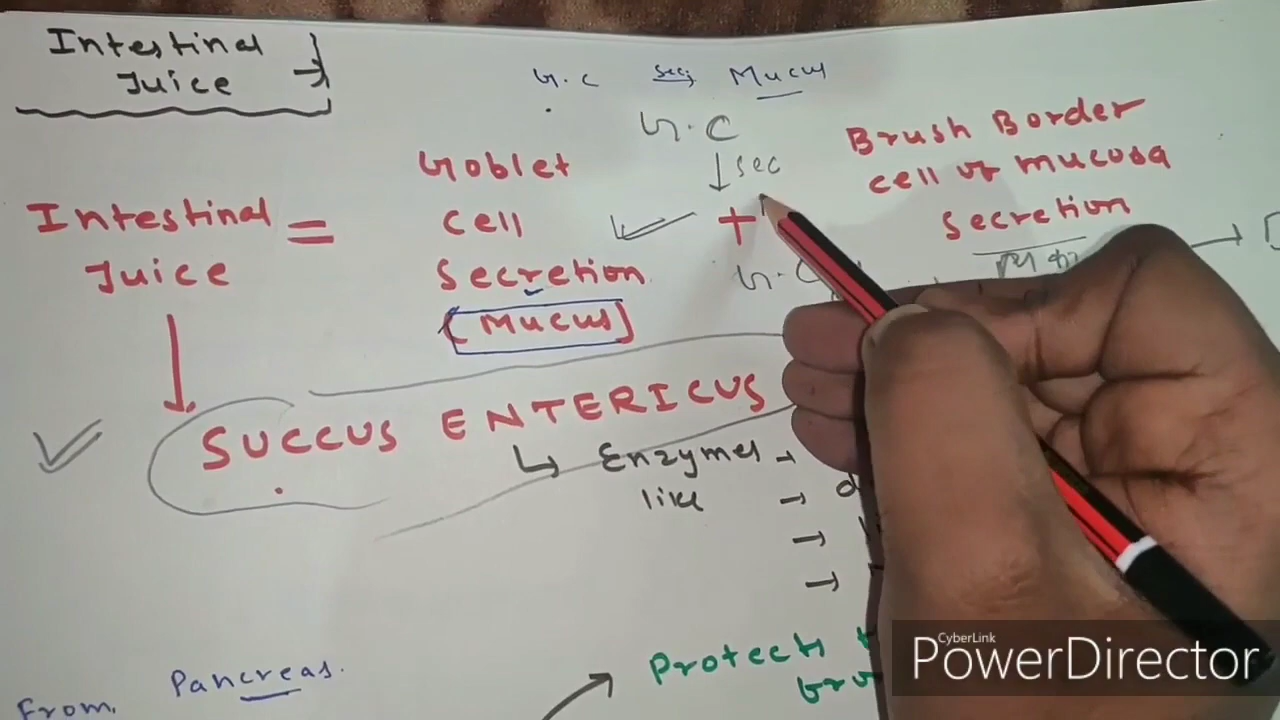 Intestinal
Juice
G.C sec. Mucus
G.C
sec
Goblet
Cell
Secretion
(Mucus)
+
Brush Border
cell of mucosa
secretion
Intestinal
Juice
=
G.C
SUCCUS ENTERICUS
Enzymes
like
Protects
From Pancreas.
CyberLink
PowerDirector